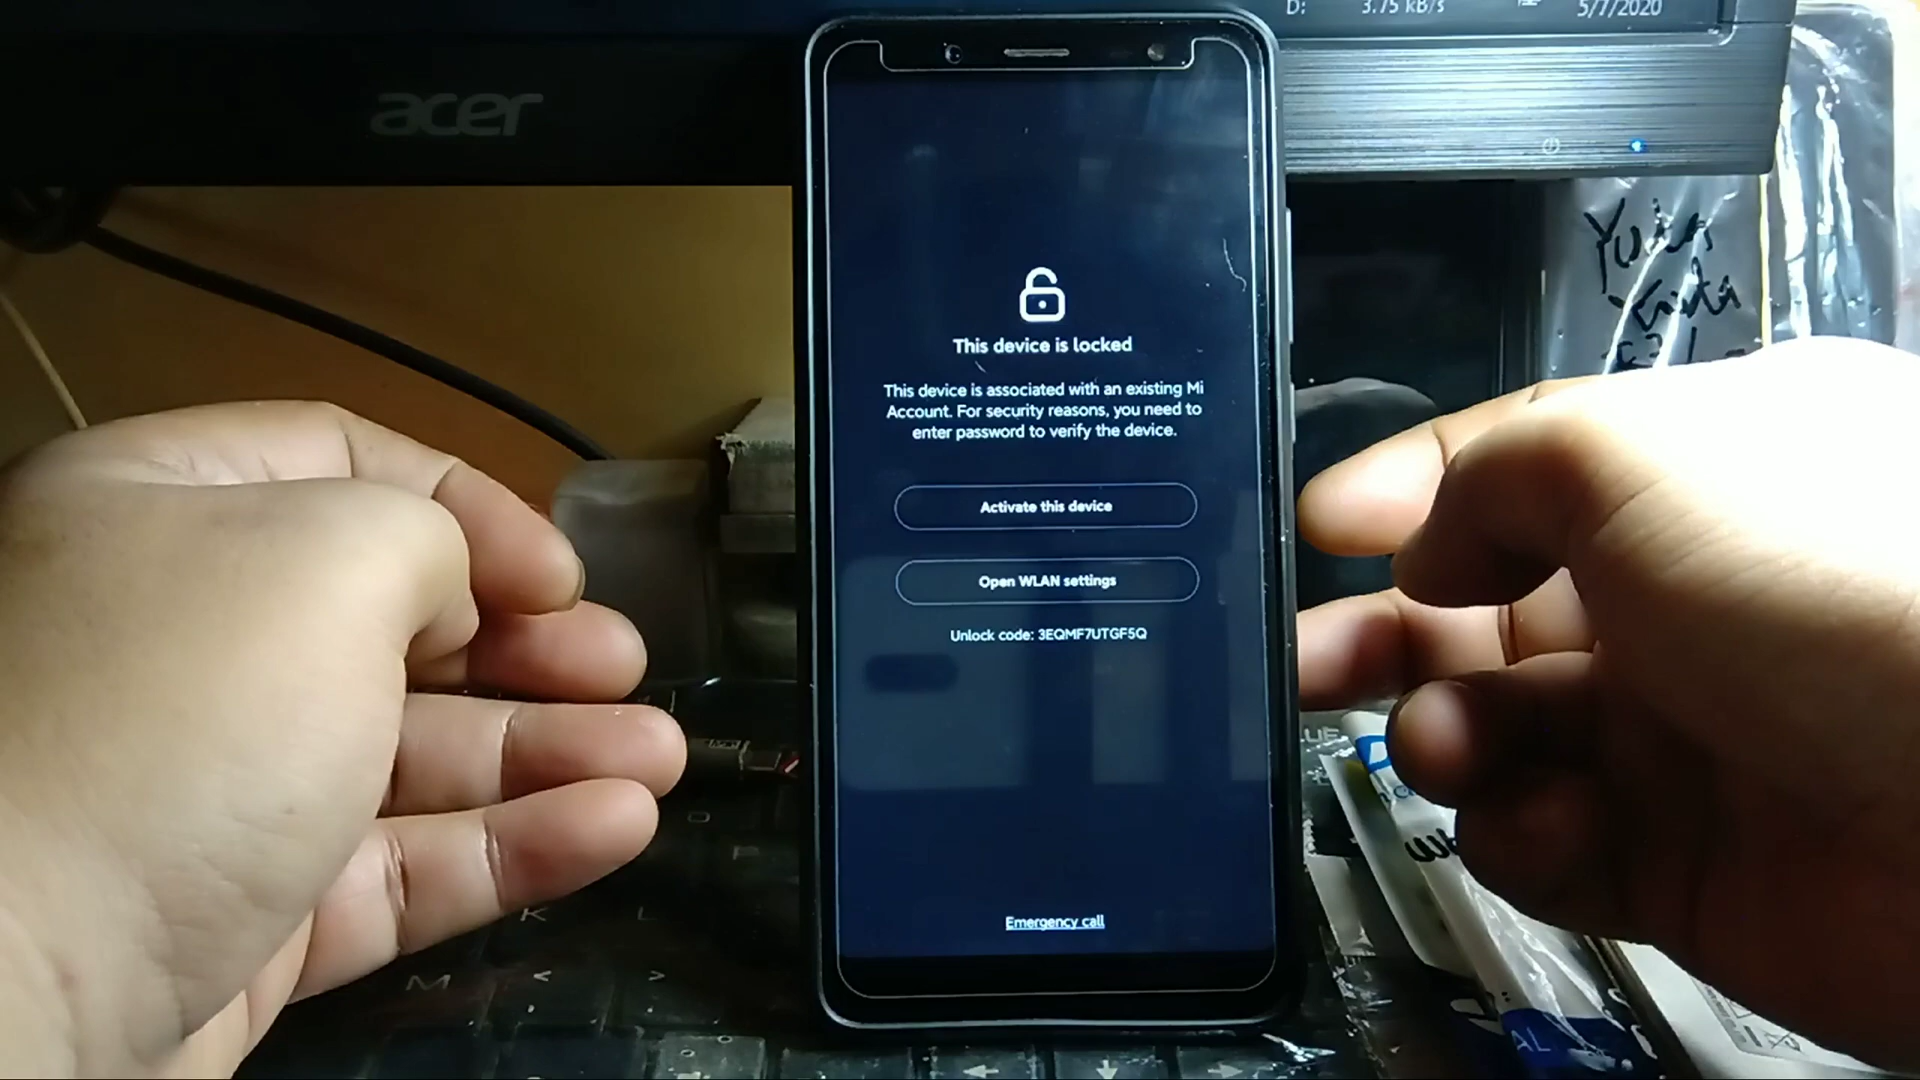 D: 3.75 kB/s 5/7/2020
acer
This device is locked
This device is associated with an existing Mi
Account. For security reasons, you need to
enter password to verify the device.
Activate this device
Open WLAN settings
Unlock code: 3EQMF7UTGF5Q
Emergency call
K L
M < >